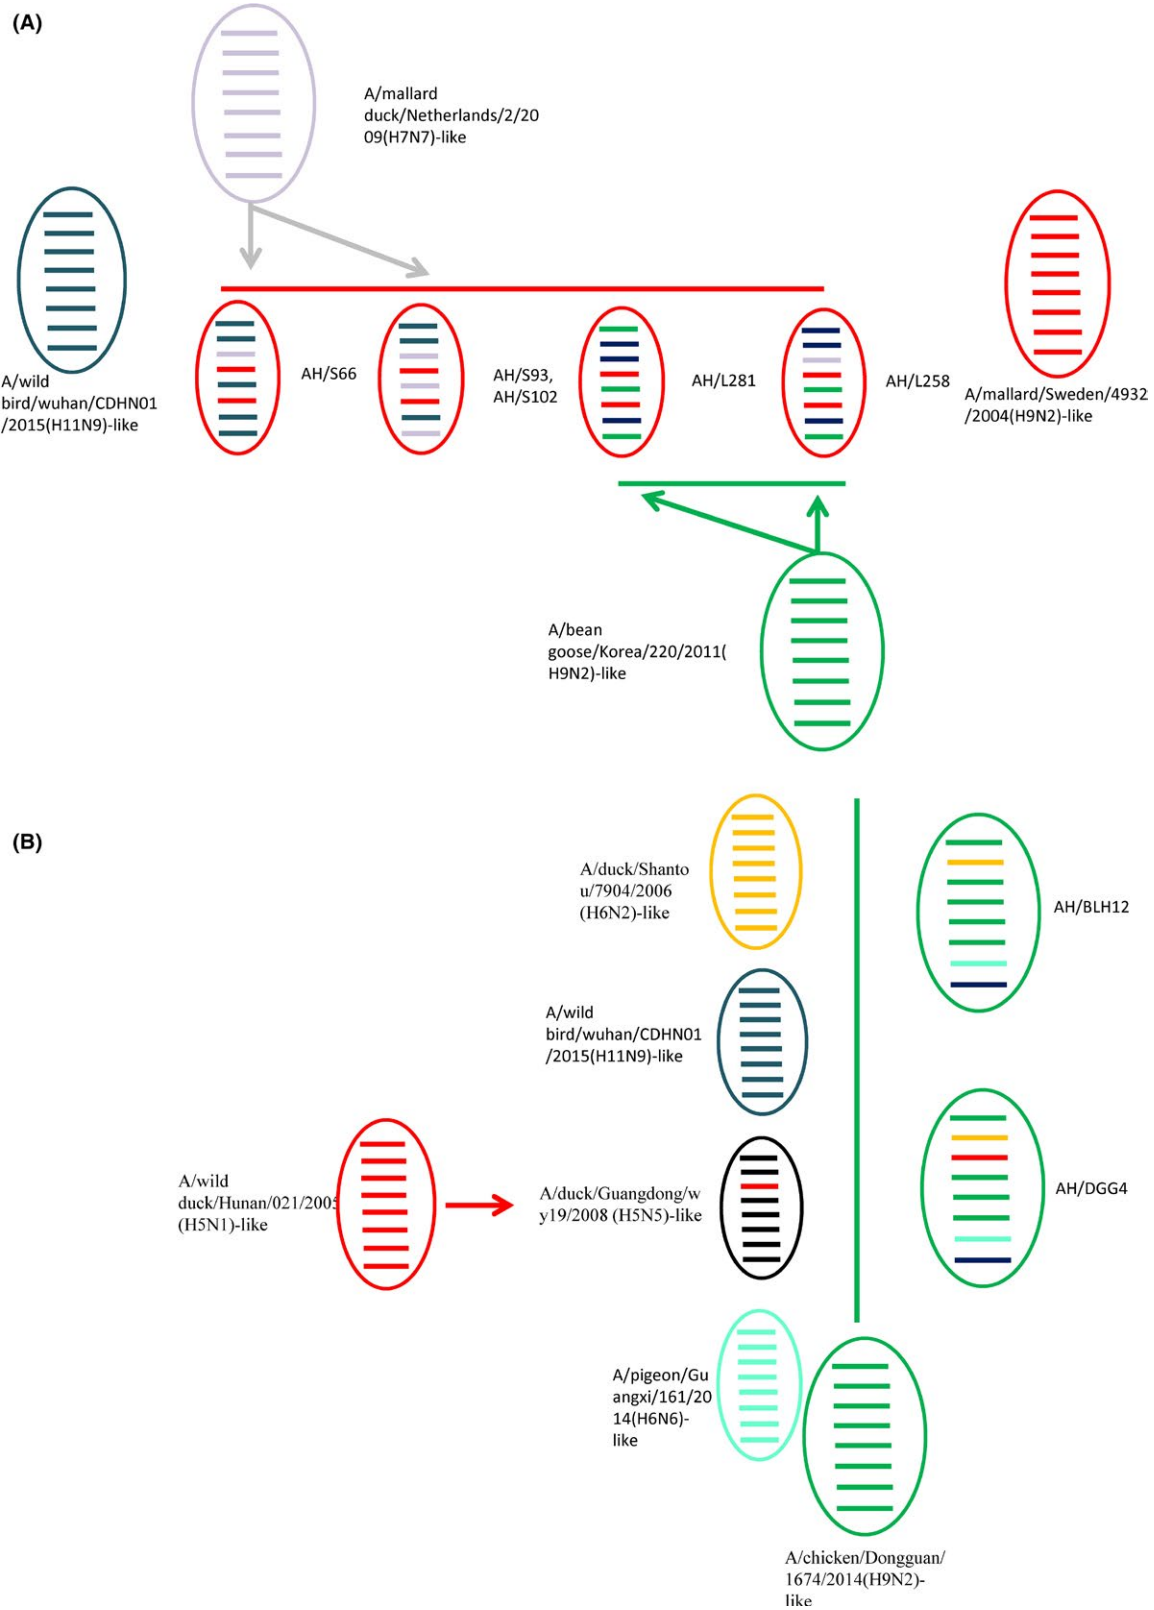 (A)
A/mallard
duck/Netherlands/2/20
09(H7N7)-like
A/wild
bird/wuhan/CDHN01
/2015(H11N9)-like
AH/S66
AH/S93,
AH/S102
AH/L281
AH/L258
A/mallard/Sweden/4932
/2004(H9N2)-like
A/bean
goose/Korea/220/2011(
H9N2)-like
(B)
A/duck/Shanto
u/7904/2006
(H6N2)-like
AH/BLH12
A/wild
bird/wuhan/CDHN01
/2015(H11N9)-like
A/wild
duck/Hunan/021/2005
(H5N1)-like
A/duck/Guangdong/w
y19/2008 (H5N5)-like
AH/DGG4
A/pigeon/Gu
angxi/161/20
14(H6N6)-
like
A/chicken/Dongguan/
1674/2014(H9N2)-
like